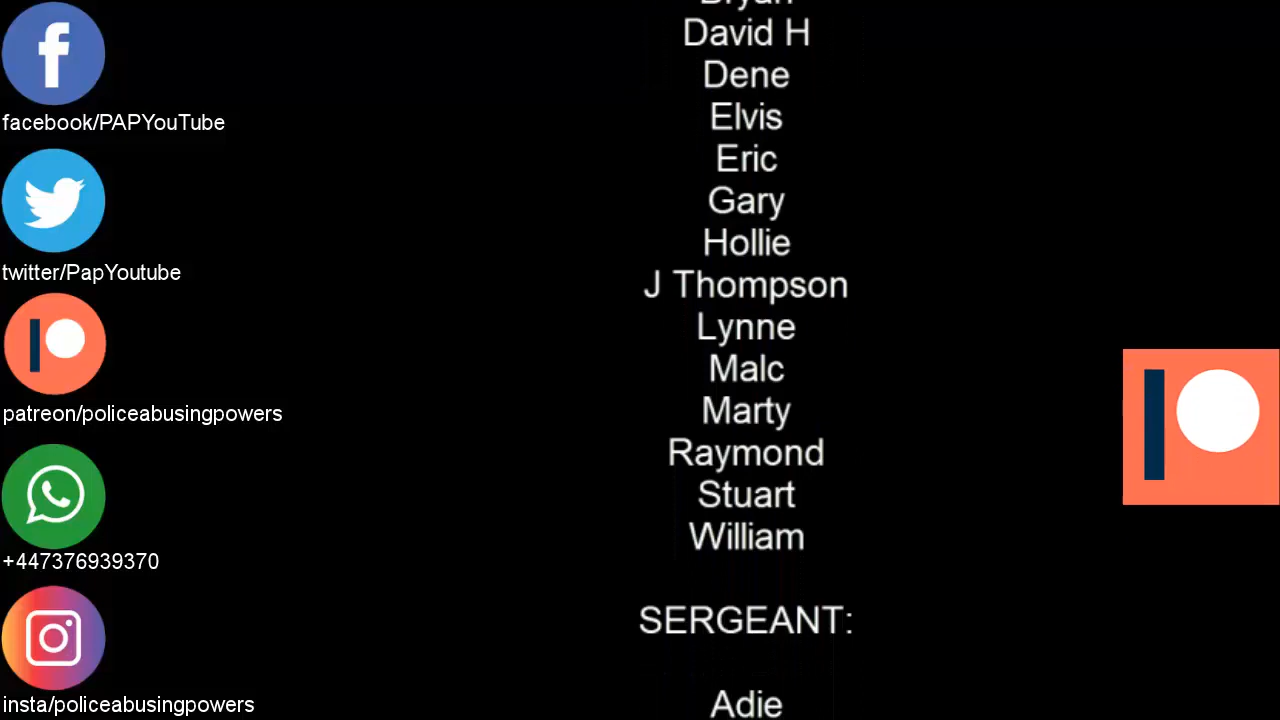 facebook/PAPYouTube
twitter/PapYoutube
patreon/policeabusingpowers
+447376939370
insta/policeabusingpowers
Bryan
David H
Dene
Elvis
Eric
Gary
Hollie
J Thompson
Lynne
Malc
Marty
Raymond
Stuart
William
SERGEANT:
Adie